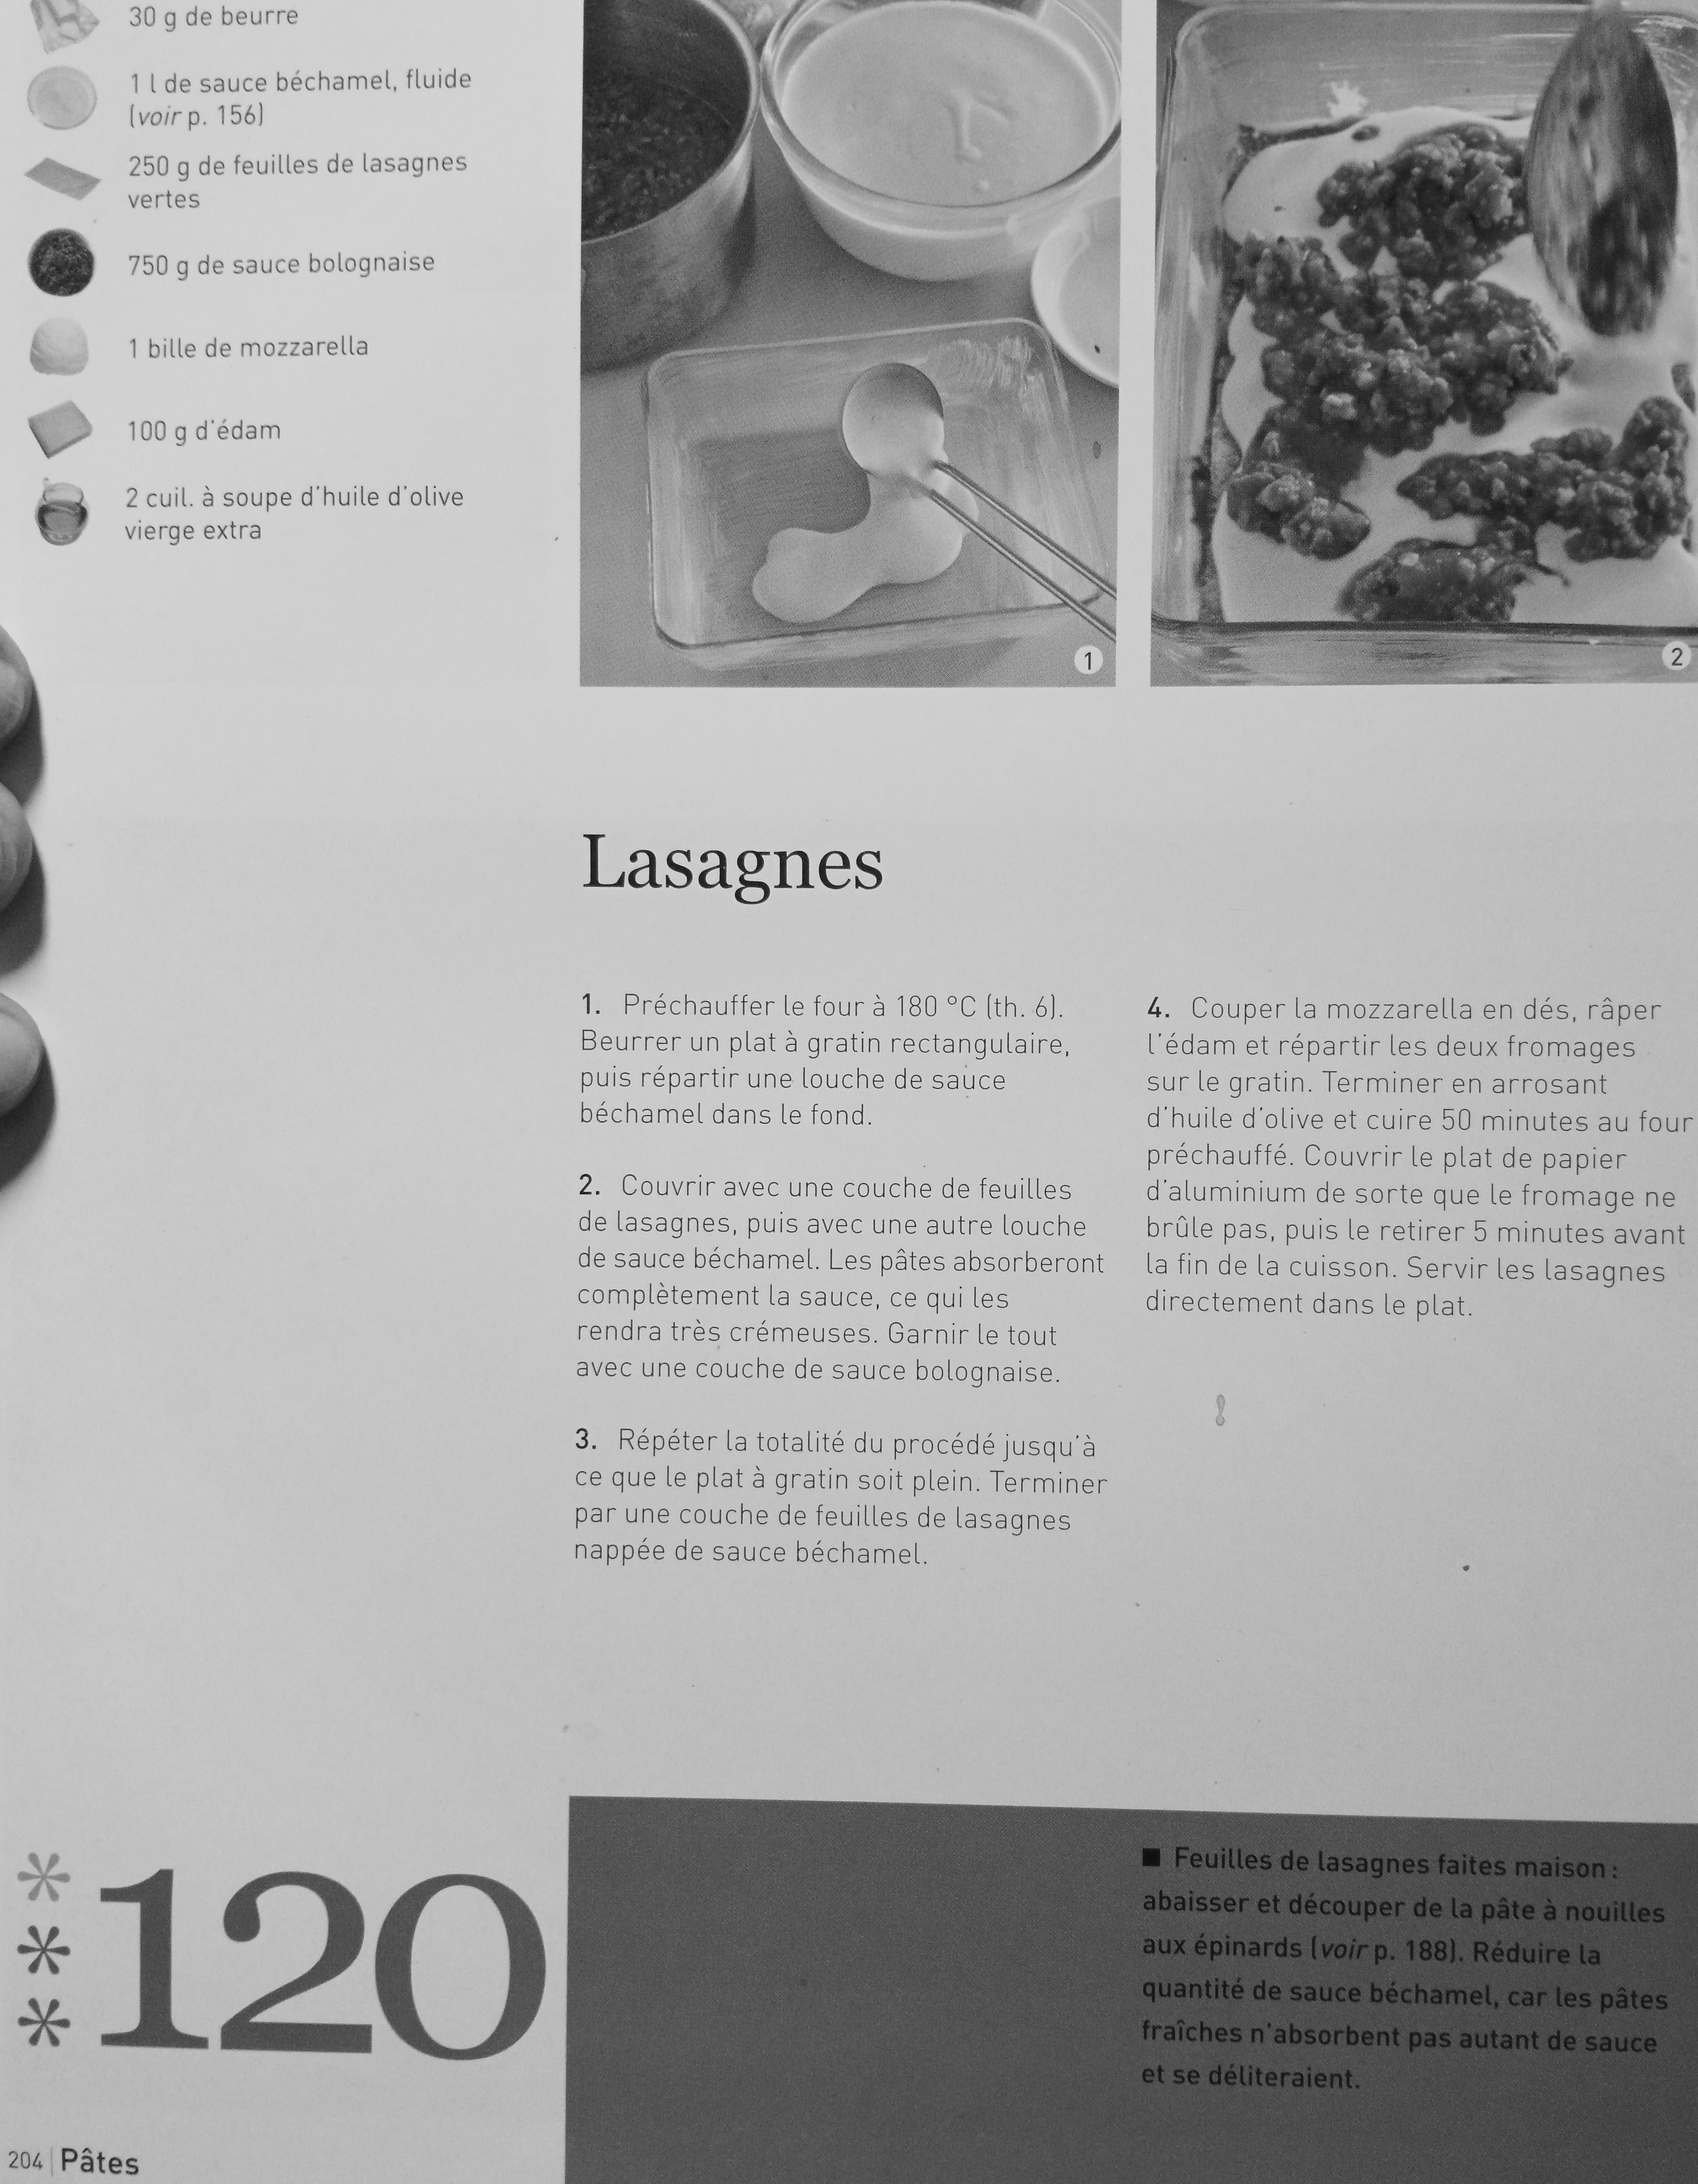 30 g de beurre
1 l de sauce béchamel, fluide
(voir p. 156)
250 g de feuilles de lasagnes
vertes
750 g de sauce bolognaise
1 bille de mozzarella
100 g d'édam
2 cuil. à soupe d'huile d'olive
vierge extra
1
2
Lasagnes
1. Préchauffer le four à 180 °C (th. 6).
Beurrer un plat à gratin rectangulaire,
puis répartir une louche de sauce
béchamel dans le fond.
2. Couvrir avec une couche de feuilles
de lasagnes, puis avec une autre louche
de sauce béchamel. Les pâtes absorberont
complètement la sauce, ce qui les
rendra très crémeuses. Garnir le tout
avec une couche de sauce bolognaise.
3. Répéter la totalité du procédé jusqu'à
ce que le plat à gratin soit plein. Terminer
par une couche de feuilles de lasagnes
nappée de sauce béchamel.
4. Couper la mozzarella en dés, râper
l'édam et répartir les deux fromages
sur le gratin. Terminer en arrosant
d'huile d'olive et cuire 50 minutes au four
préchauffé. Couvrir le plat de papier
d'aluminium de sorte que le fromage ne
brûle pas, puis le retirer 5 minutes avant
la fin de la cuisson. Servir les lasagnes
directement dans le plat.
***120
■ Feuilles de lasagnes faites maison :
abaisser et découper de la pâte à nouilles
aux épinards (voir p. 188). Réduire la
quantité de sauce béchamel, car les pâtes
fraîches n'absorbent pas autant de sauce
et se déliteraient.
204 | Pâtes